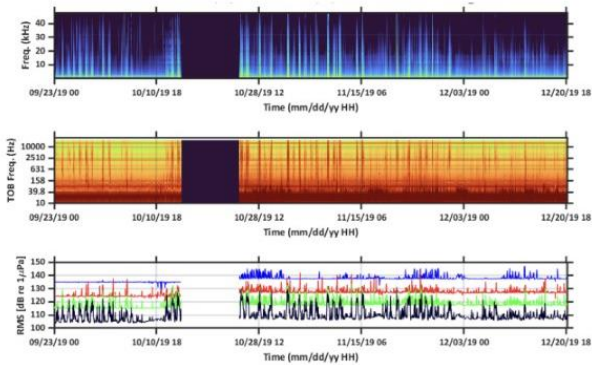 Freq. (kHz)
40
30
20
10
09/23/19 00 10/10/19 18 10/28/19 12 11/15/19 06 12/03/19 00 12/20/19 18
Time (mm/dd/yy HH)
TOB Freq. (Hz)
10000
2510
631
158
39.8
10
09/23/19 00 10/10/19 18 10/28/19 12 11/15/19 06 12/03/19 00 12/20/19 18
Time (mm/dd/yy HH)
RMS [dB re 1μPa)
150
140
130
120
110
100
09/23/19 00 10/10/19 18 10/28/19 12 11/15/19 06 12/03/19 00 12/20/19 18
Time (mm/dd/yy HH)